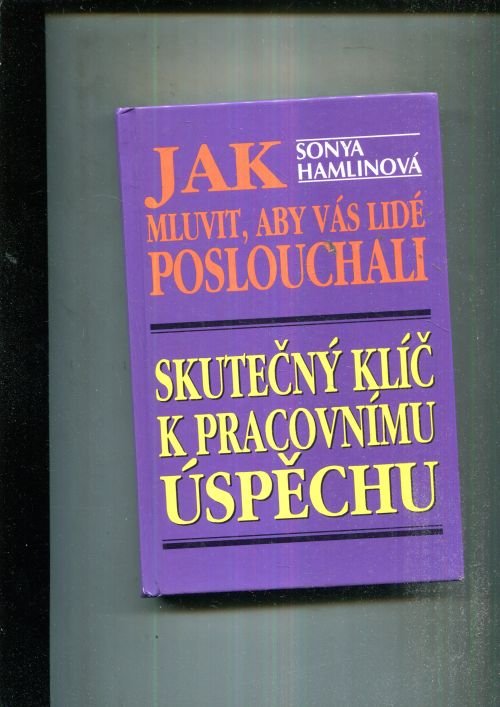 JAK
SONYA
HAMLINOVÁ
MLUVIT, ABY VÁS LIDÉ
POSLOUCHALI
SKUTEČNÝ KLÍČ
K PRACOVNÍMU
ÚSPĚCHU